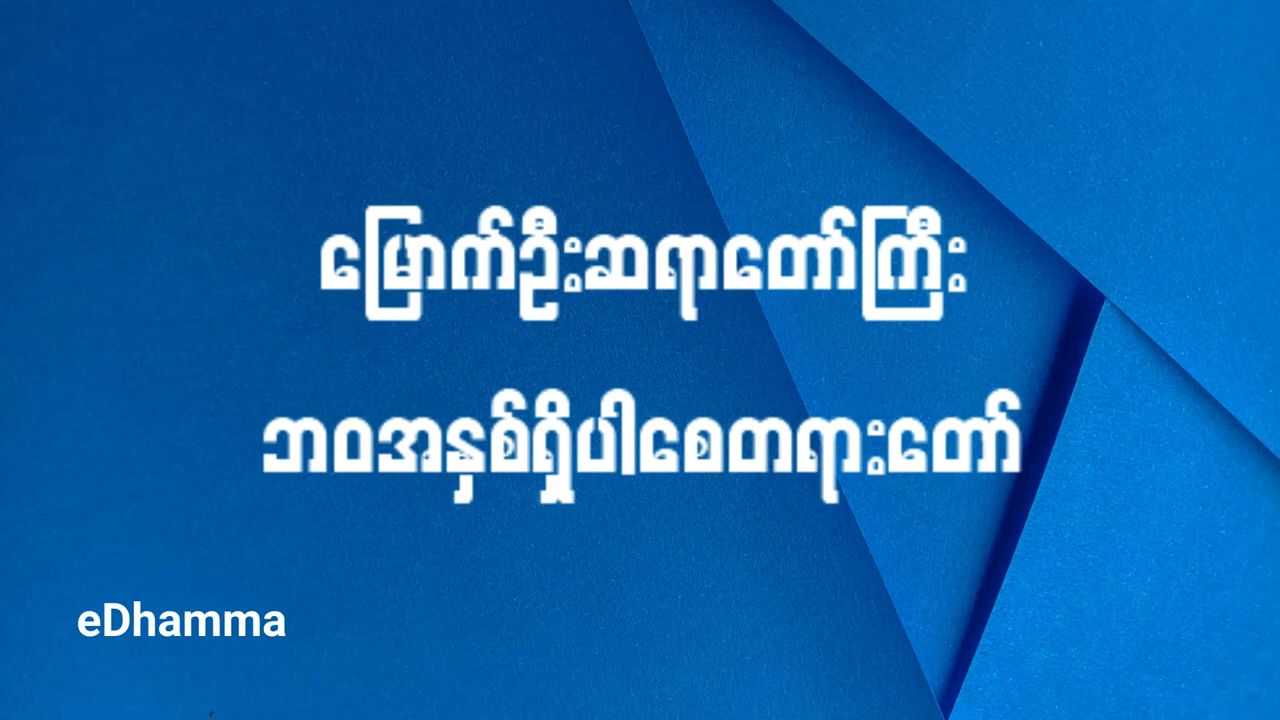 မြောက်ဦးဆရာတော်ကြီး
ဘဝအနှစ်ရှိပါစေတရားတော်
eDhamma